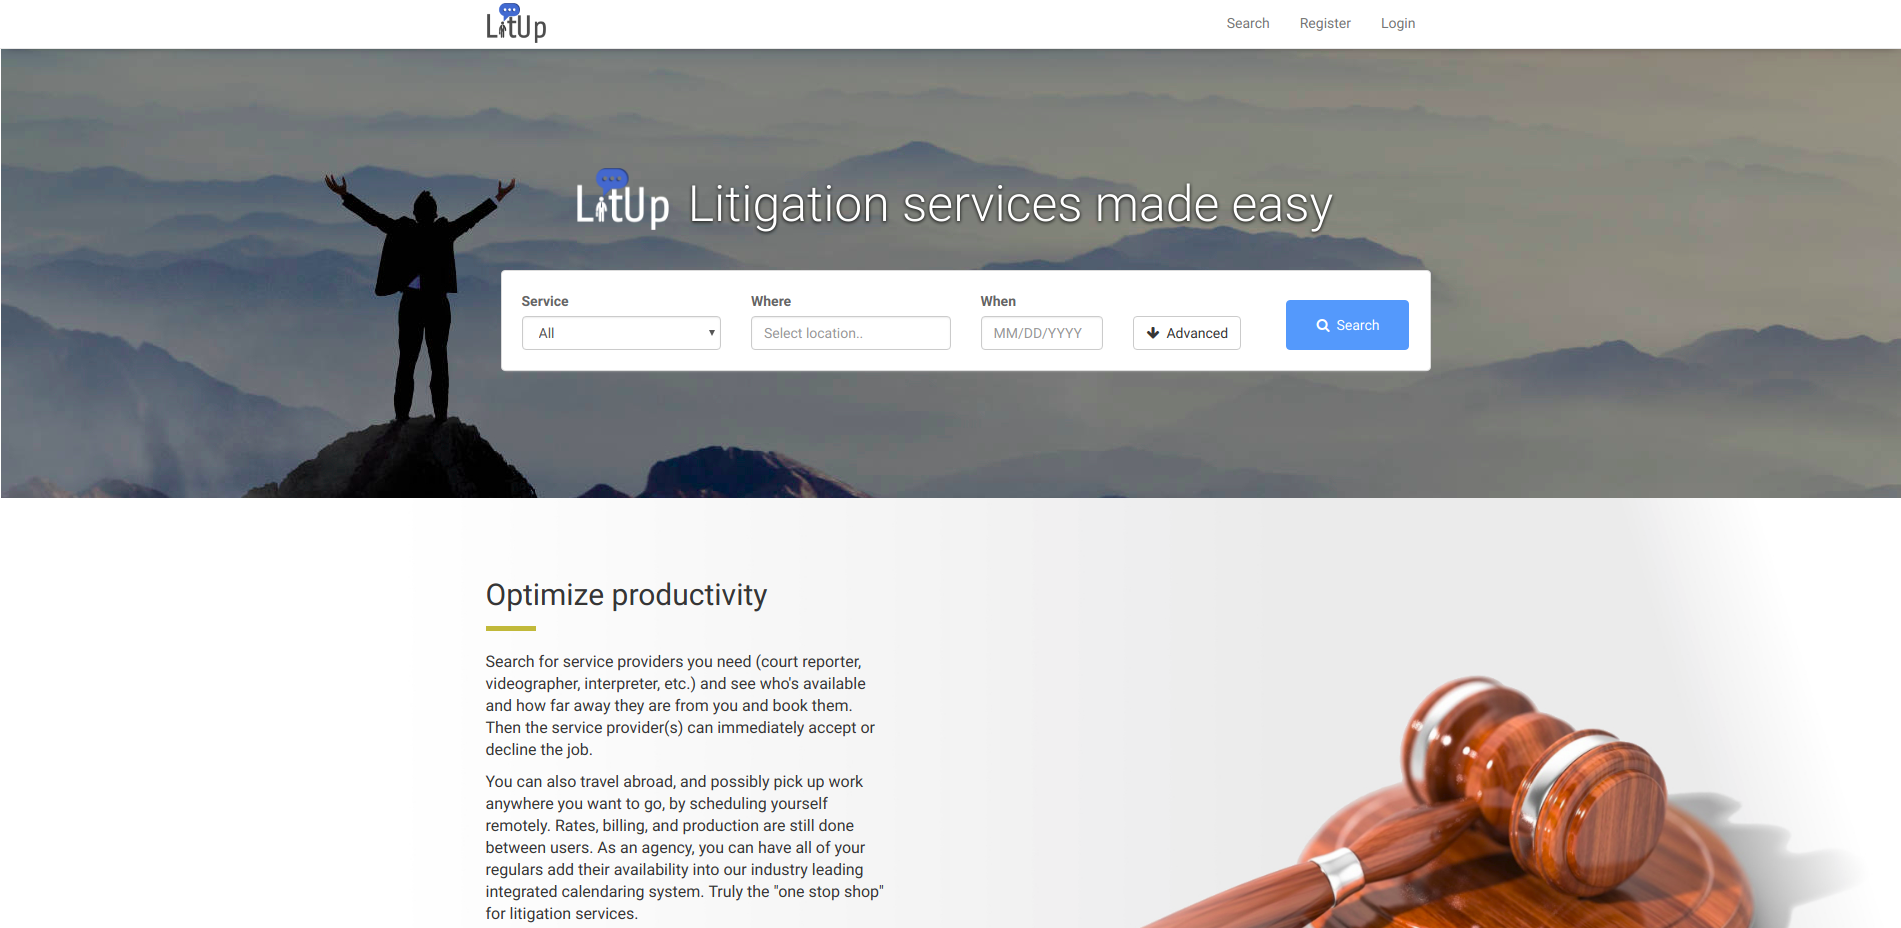 LitUp
Search Register Login
LitUp Litigation services made easy
Service Where When
All Select location.. MM/DD/YYYY Advanced Search
Optimize productivity
Search for service providers you need (court reporter,
videographer, interpreter, etc.) and see who's available
and how far away they are from you and book them.
Then the service provider(s) can immediately accept or
decline the job.
You can also travel abroad, and possibly pick up work
anywhere you want to go, by scheduling yourself
remotely. Rates, billing, and production are still done
between users. As an agency, you can have all of your
regulars add their availability into our industry leading
integrated calendaring system. Truly the "one stop shop"
for litigation services.